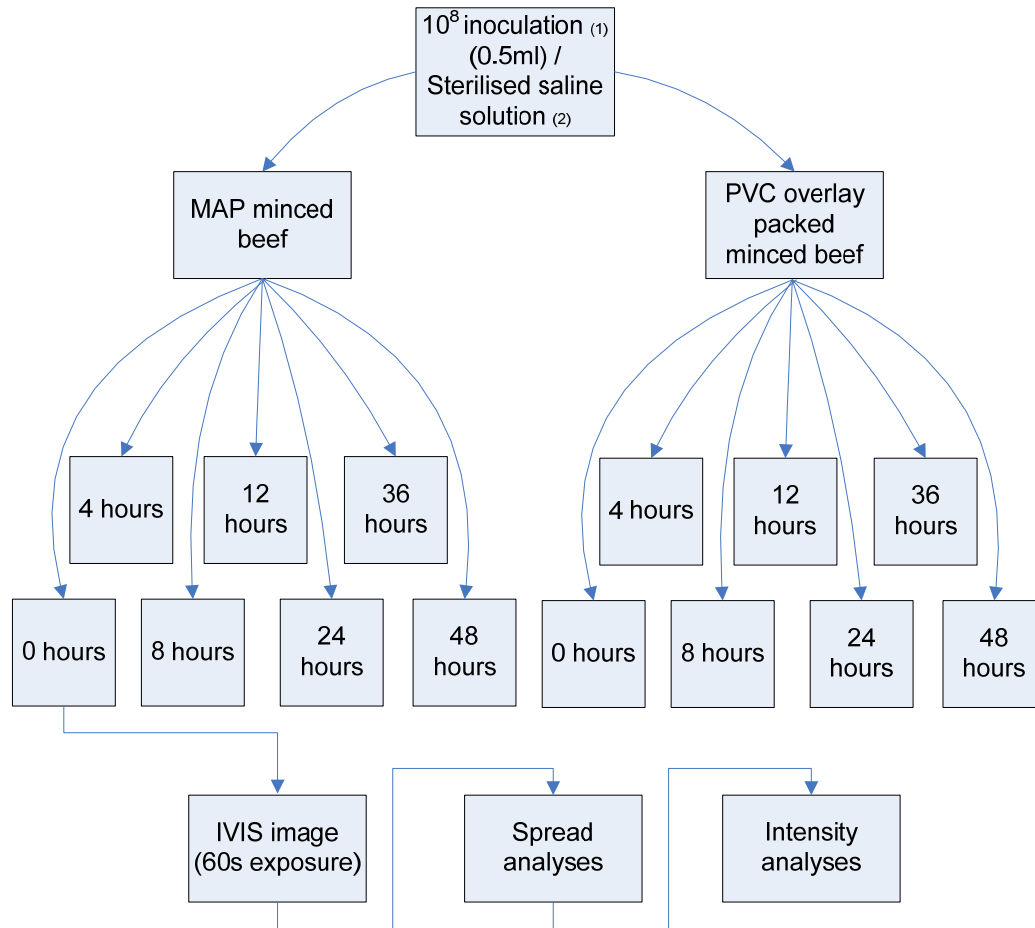 10⁸ inoculation (1)
(0.5ml) /
Sterilised saline
solution (2)
MAP minced
beef
PVC overlay
packed
minced beef
4 hours
12
hours
36
hours
4 hours
12
hours
36
hours
0 hours
8 hours
24
hours
48
hours
0 hours
8 hours
24
hours
48
hours
IVIS image
(60s exposure)
Spread
analyses
Intensity
analyses